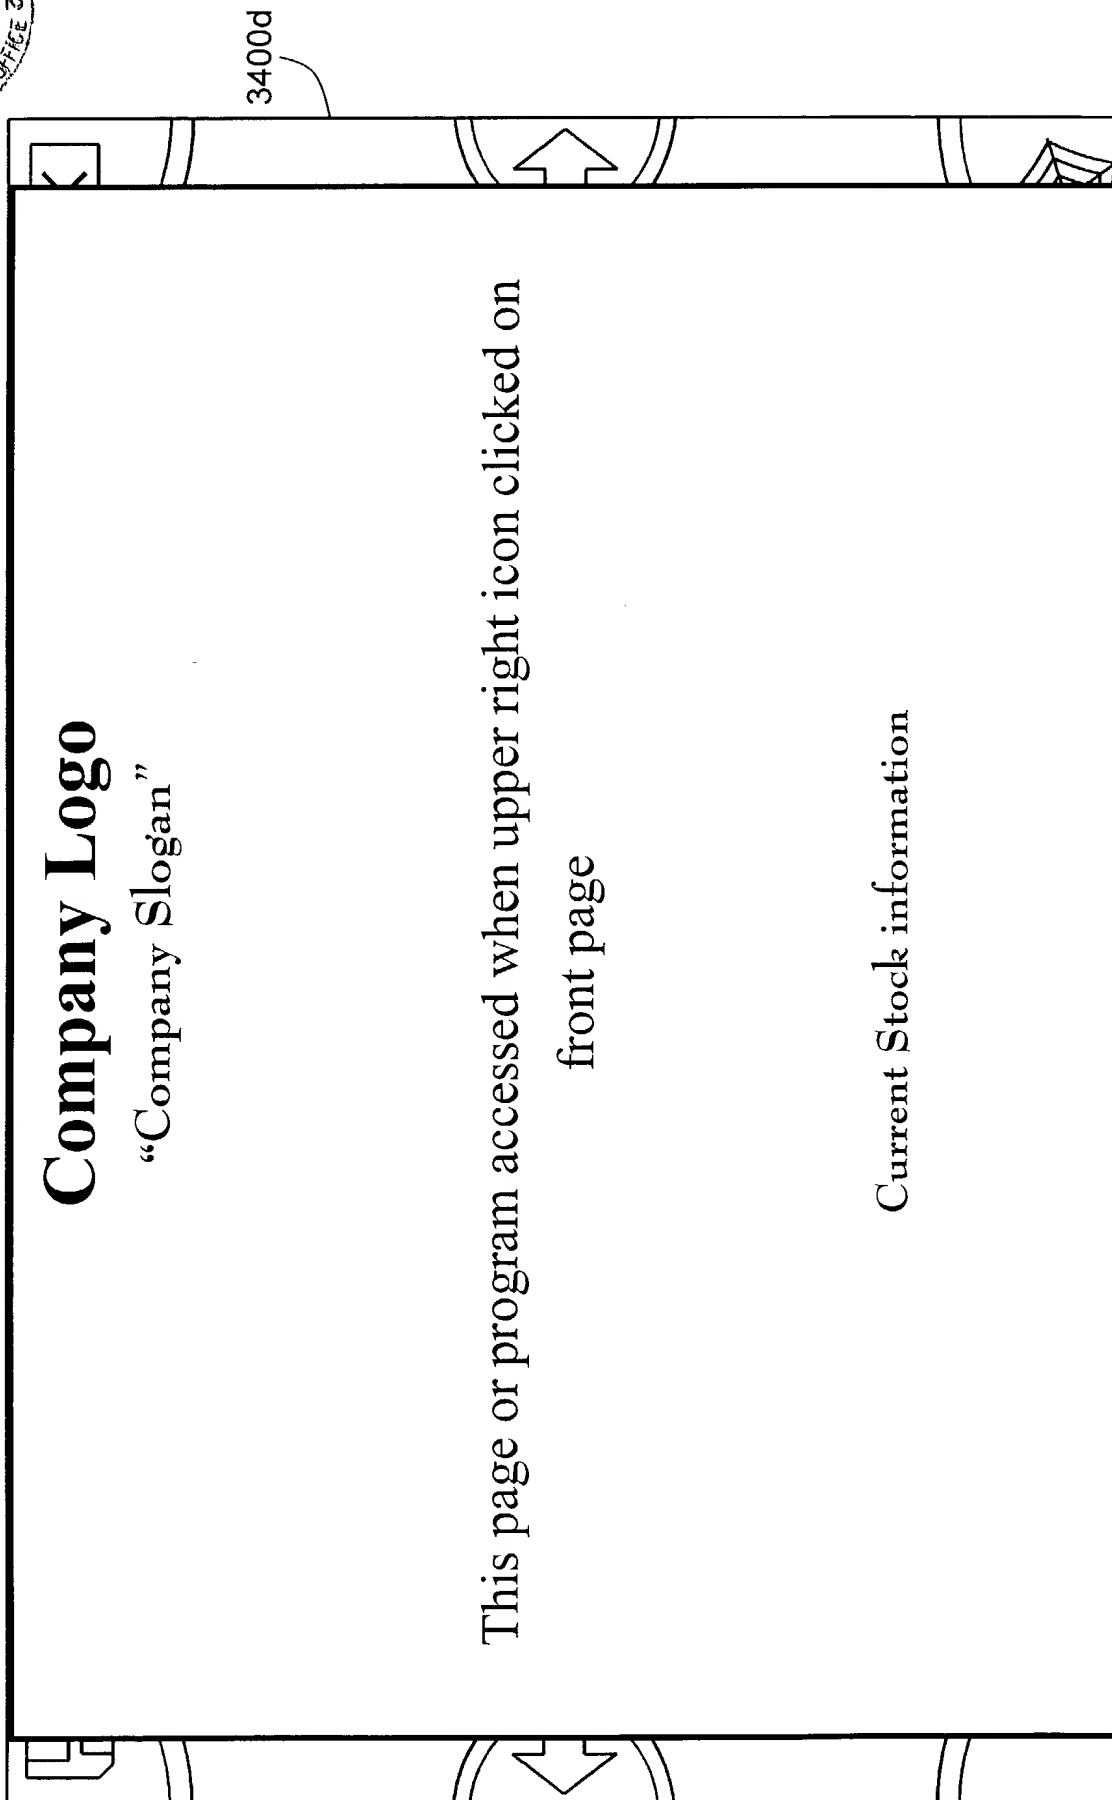 3400d
Company Logo
“Company Slogan”
This page or program accessed when upper right icon clicked on
front page
Current Stock information
OFFICE